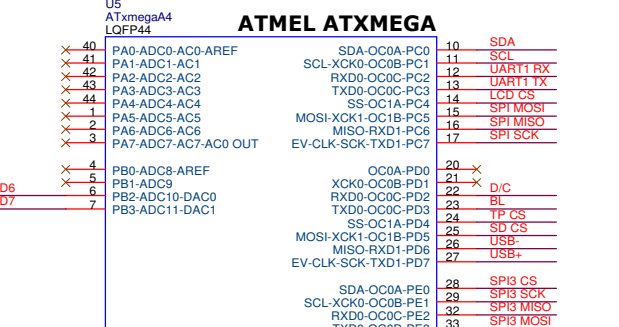 U5
ATxmegaA4
LQFP44
ATMEL ATXMEGA
40 PA0-ADC0-AC0-AREF SDA-OC0A-PC0 10 SDA
41 PA1-ADC1-AC1 SCL-XCK0-OC0B-PC1 11 SCL
42 PA2-ADC2-AC2 RXD0-OC0C-PC2 12 UART1 RX
43 PA3-ADC3-AC3 TXD0-OC0C-PC3 13 UART1 TX
44 PA4-ADC4-AC4 SS-OC1A-PC4 14 LCD CS
1 PA5-ADC5-AC5 MOSI-XCK1-OC1B-PC5 15 SPI MOSI
2 PA6-ADC6-AC6 MISO-RXD1-PC6 16 SPI MISO
3 PA7-ADC7-AC7-AC0 OUT EV-CLK-SCK-TXD1-PC7 17 SPI SCK
4 PB0-ADC8-AREF OC0A-PD0 20
5 PB1-ADC9 XCK0-OC0B-PD1 21
D6 6 PB2-ADC10-DAC0 RXD0-OC0C-PD2 22 D/C
D7 7 PB3-ADC11-DAC1 TXD0-OC0C-PD3 23 BL
SS-OC1A-PD4 24 TP CS
MOSI-XCK1-OC1B-PD5 25 SD CS
MISO-RXD1-PD6 26 USB-
EV-CLK-SCK-TXD1-PD7 27 USB+
SDA-OC0A-PE0 28 SPI3 CS
SCL-XCK0-OC0B-PE1 29 SPI3 SCK
RXD0-OC0C-PE2 32 SPI3 MISO
33 SPI3 MOSI